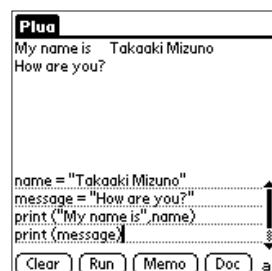 Plua
My name is    Takaaki Mizuno
How are you?
name = "Takaaki Mizuno"
message = "How are you?"
print ("My name is",name)
print (message)
Clear Run Memo Doc a